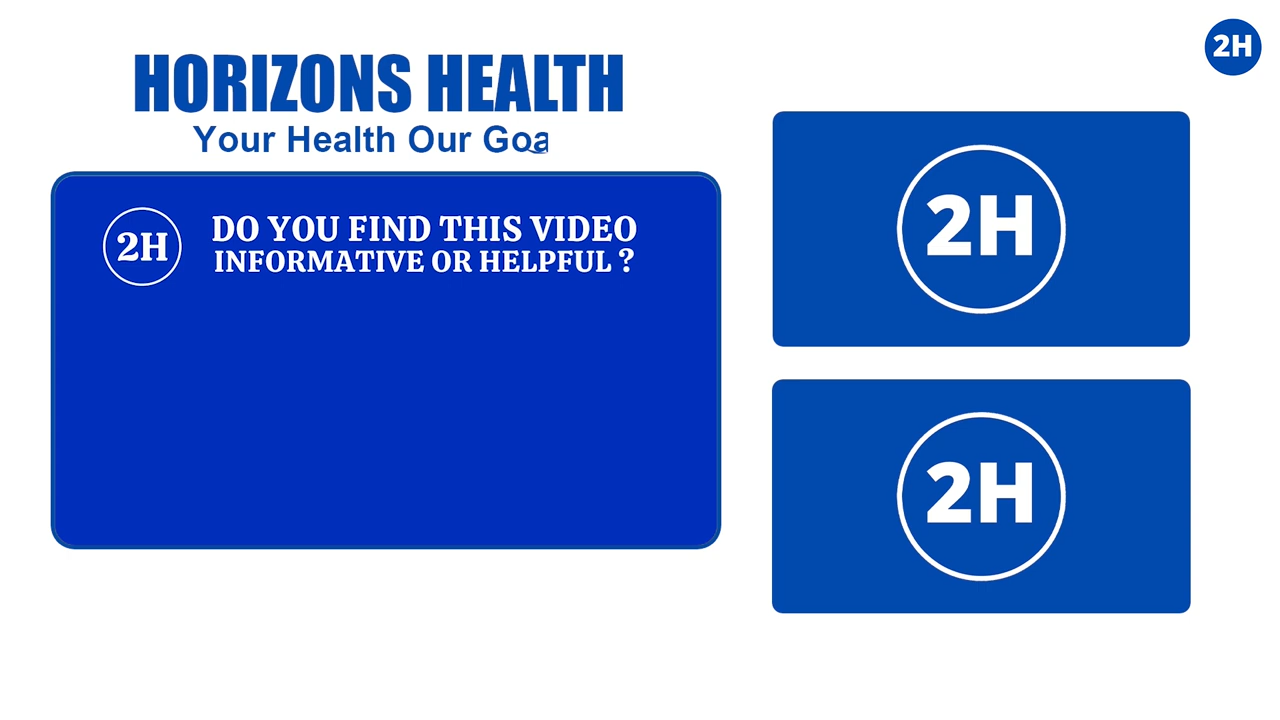 HORIZONS HEALTH
Your Health Our Goa
2H
DO YOU FIND THIS VIDEO
INFORMATIVE OR HELPFUL ?
2H
2H
2H